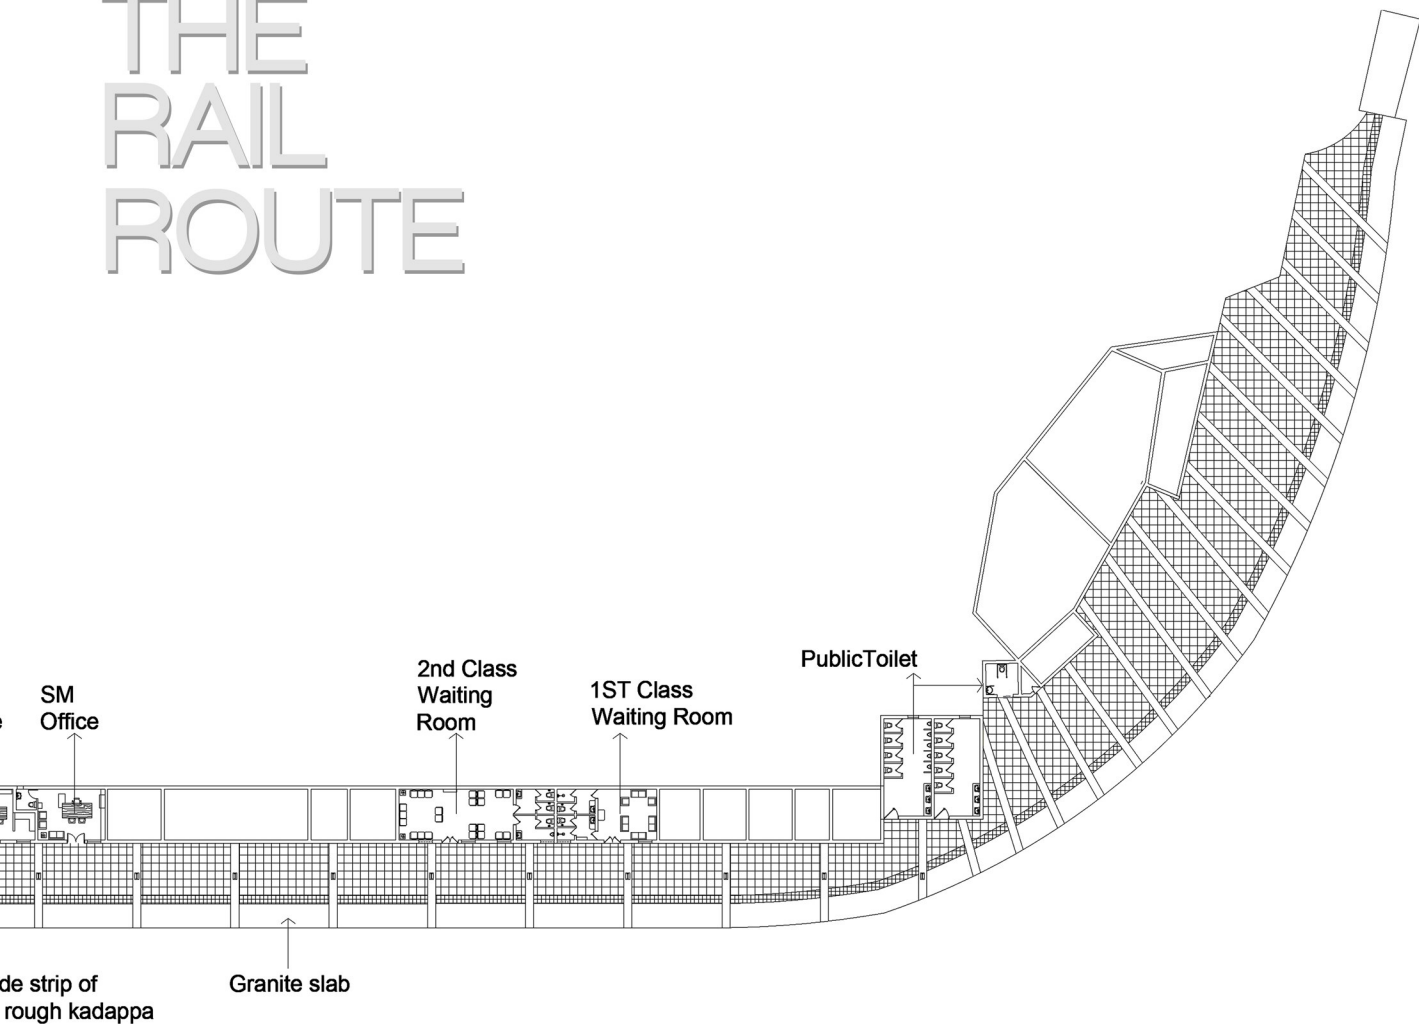 THE
RAIL
ROUTE
SM
Office
2nd Class
Waiting
Room
1ST Class
Waiting Room
PublicToilet
Granite slab
de strip of
rough kadappa